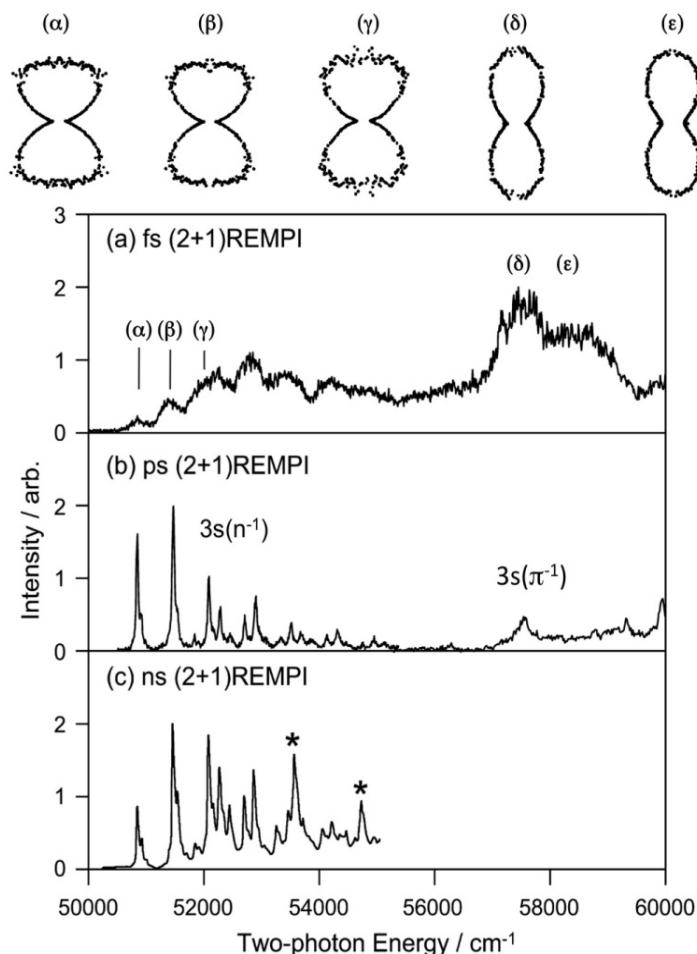 (α) (β) (γ) (δ) (ε)
3
(a) fs (2+1)REMPI
(δ) (ε)
2
(α) (β) (γ)
1
0
(b) ps (2+1)REMPI
2
3s(n⁻¹)
3s(π⁻¹)
1
0
Intensity / arb.
(c) ns (2+1)REMPI
2
*
*
1
0
50000 52000 54000 56000 58000 60000
Two-photon Energy / cm⁻¹